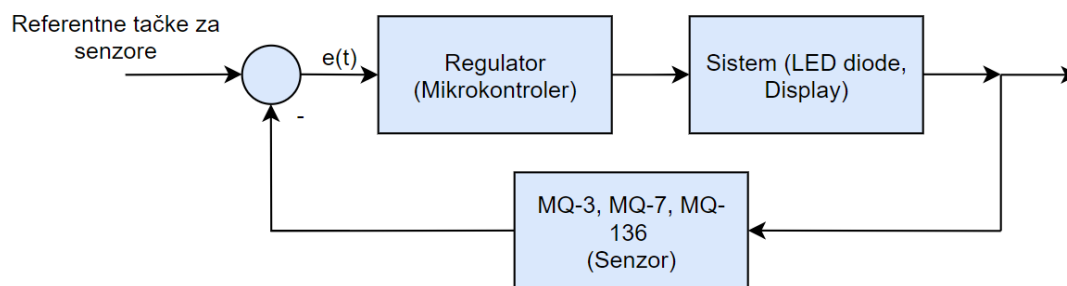 Referentne tačke za
senzore
e(t)
-
Regulator
(Mikrokontroler)
Sistem (LED diode,
Display)
MQ-3, MQ-7, MQ-
136
(Senzor)